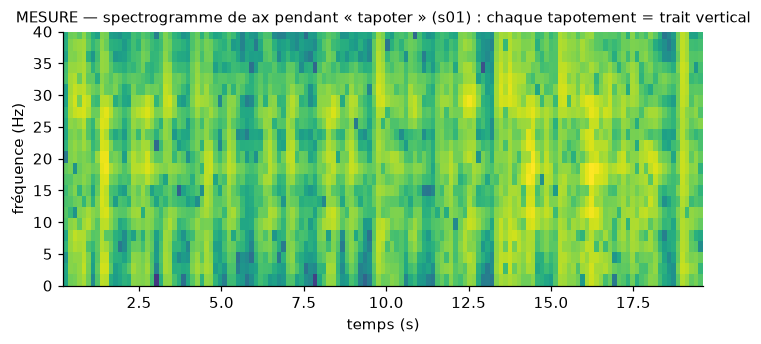 MESURE — spectrogramme de ax pendant « tapoter » (s01) : chaque tapotement = trait vertical
40
35
30
25
20
15
10
5
0
fréquence (Hz)
2.5 5.0 7.5 10.0 12.5 15.0 17.5
temps (s)